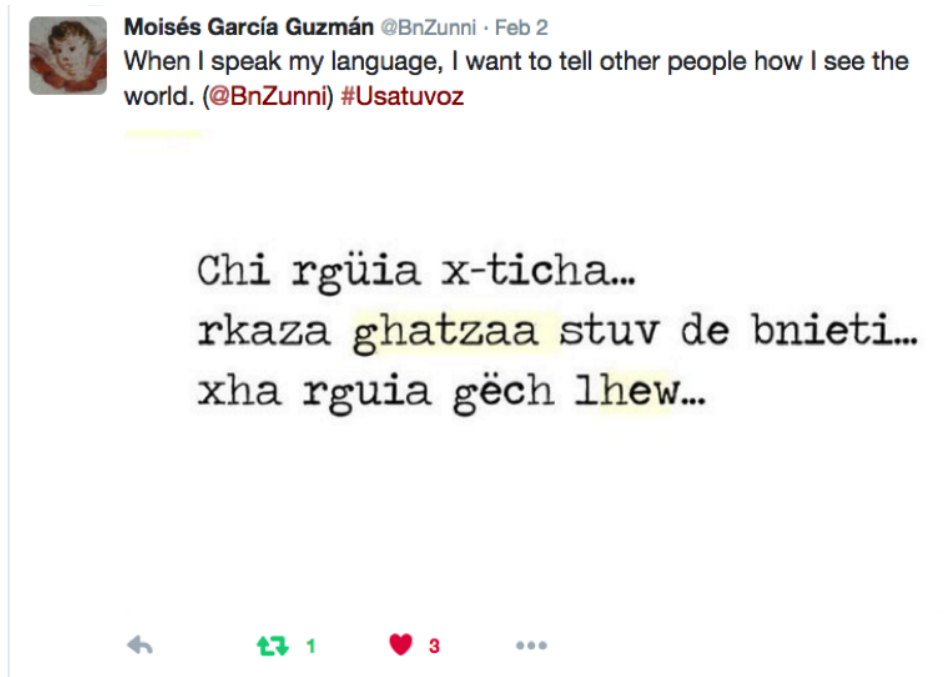 Moisés García Guzmán @BnZunni · Feb 2
When I speak my language, I want to tell other people how I see the
world. (@BnZunni) #Usatuvoz
Chi rgüia x-ticha...
rkaza ghatzaa stuv de bnieti...
xha rguia gëch lhew...
1 3